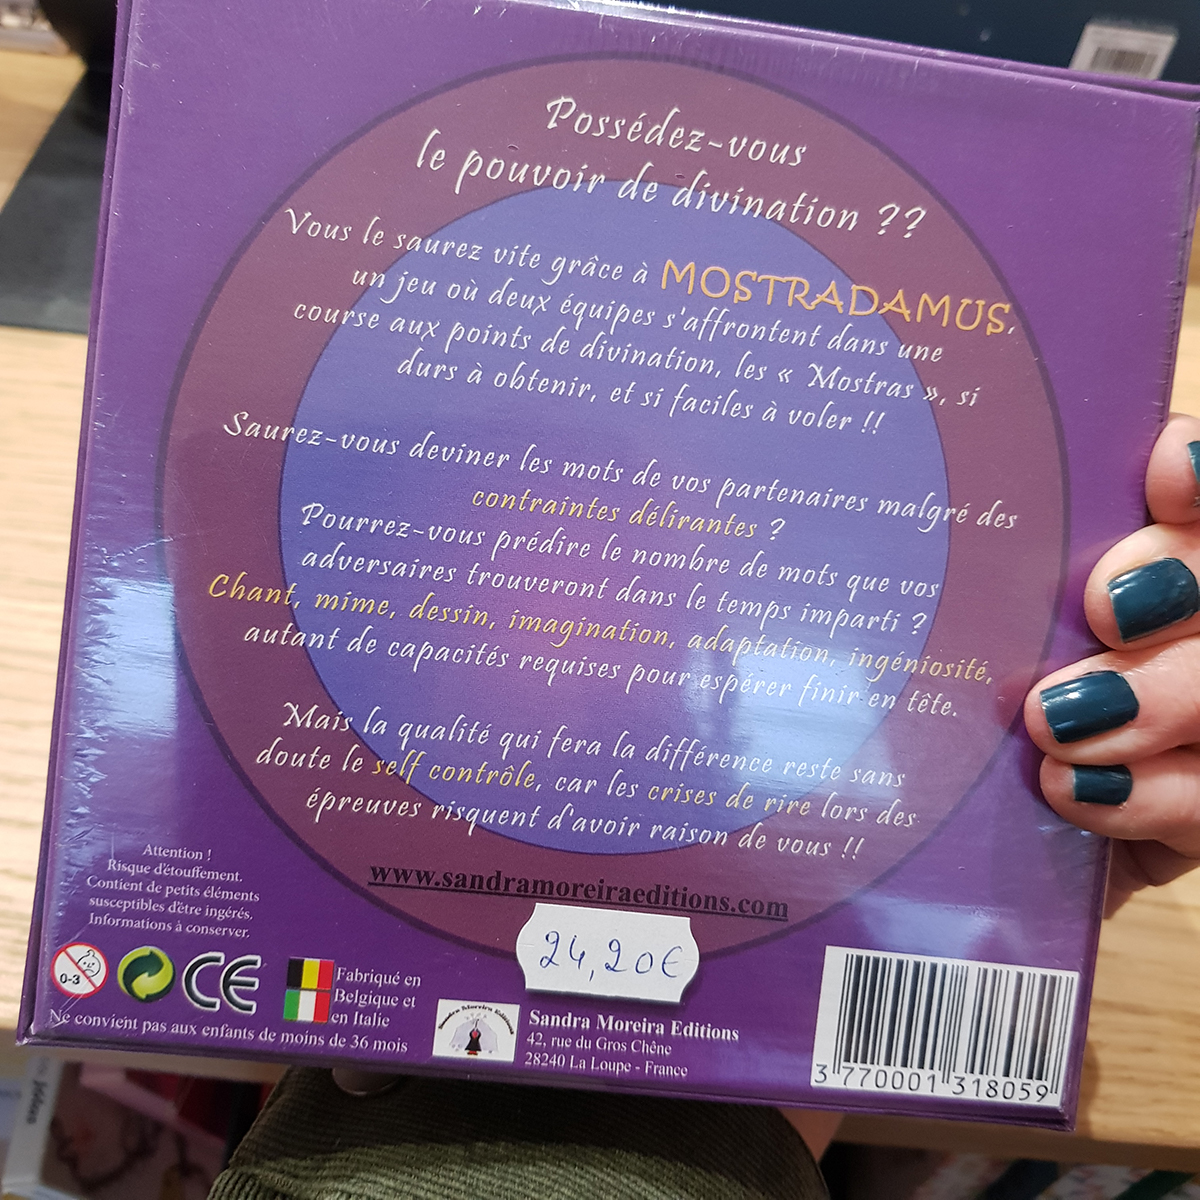 Possédez-vous
le pouvoir de divination ??
Vous le saurez vite grâce à MOSTRADAMUS,
un jeu où deux équipes s'affrontent dans une
course aux points de divination, les « Mostras », si
durs à obtenir, et si faciles à voler !!
Saurez-vous deviner les mots de vos partenaires malgré des
contraintes délirantes ?
Pourrez-vous prédire le nombre de mots que vos
adversaires trouveront dans le temps imparti ?
Chant, mime, dessin, imagination, adaptation, ingéniosité,
autant de capacités requises pour espérer finir en tête.
Mais la qualité qui fera la différence reste sans
doute le self contrôle, car les crises de rire lors des
épreuves risquent d'avoir raison de vous !!
www.sandramoreiraeditions.com
24,20€
Attention !
Risque d'étouffement.
Contient de petits éléments
susceptibles d'être ingérés.
Informations à conserver.
0-3
CE
Fabriqué en
Belgique et
en Italie
Ne convient pas aux enfants de moins de 36 mois
Sandra Moreira Editions
Sandra Moreira Editions
42, rue du Gros Chêne
28240 La Loupe - France
3 770001 318059